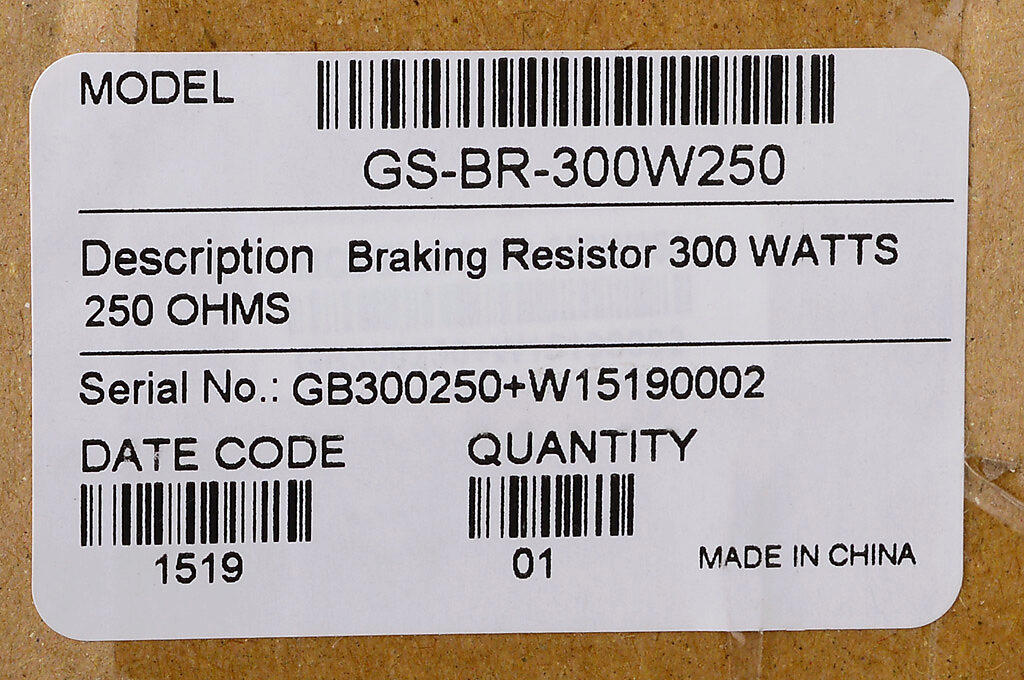 MODEL
GS-BR-300W250
Description Braking Resistor 300 WATTS
250 OHMS
Serial No.: GB300250+W15190002
DATE CODE QUANTITY
1519 01 MADE IN CHINA